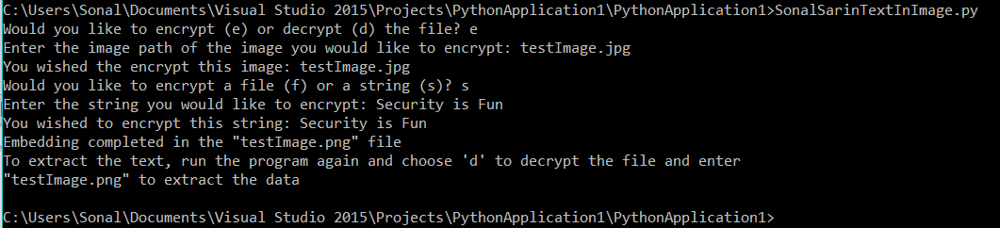 C:\Users\Sonal\Documents\Visual Studio 2015\Projects\PythonApplication1\PythonApplication1>SonalSarinTextInImage.py
Would you like to encrypt (e) or decrypt (d) the file? e
Enter the image path of the image you would like to encrypt: testImage.jpg
You wished the encrypt this image: testImage.jpg
Would you like to encrypt a file (f) or a string (s)? s
Enter the string you would like to encrypt: Security is Fun
You wished to encrypt this string: Security is Fun
Embedding completed in the "testImage.png" file
To extract the text, run the program again and choose 'd' to decrypt the file and enter
"testImage.png" to extract the data
C:\Users\Sonal\Documents\Visual Studio 2015\Projects\PythonApplication1\PythonApplication1>